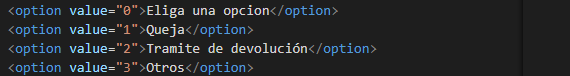 <option value="0">Eliga una opcion</option>
<option value="1">Queja</option>
<option value="2">Tramite de devolución</option>
<option value="3">Otros</option>